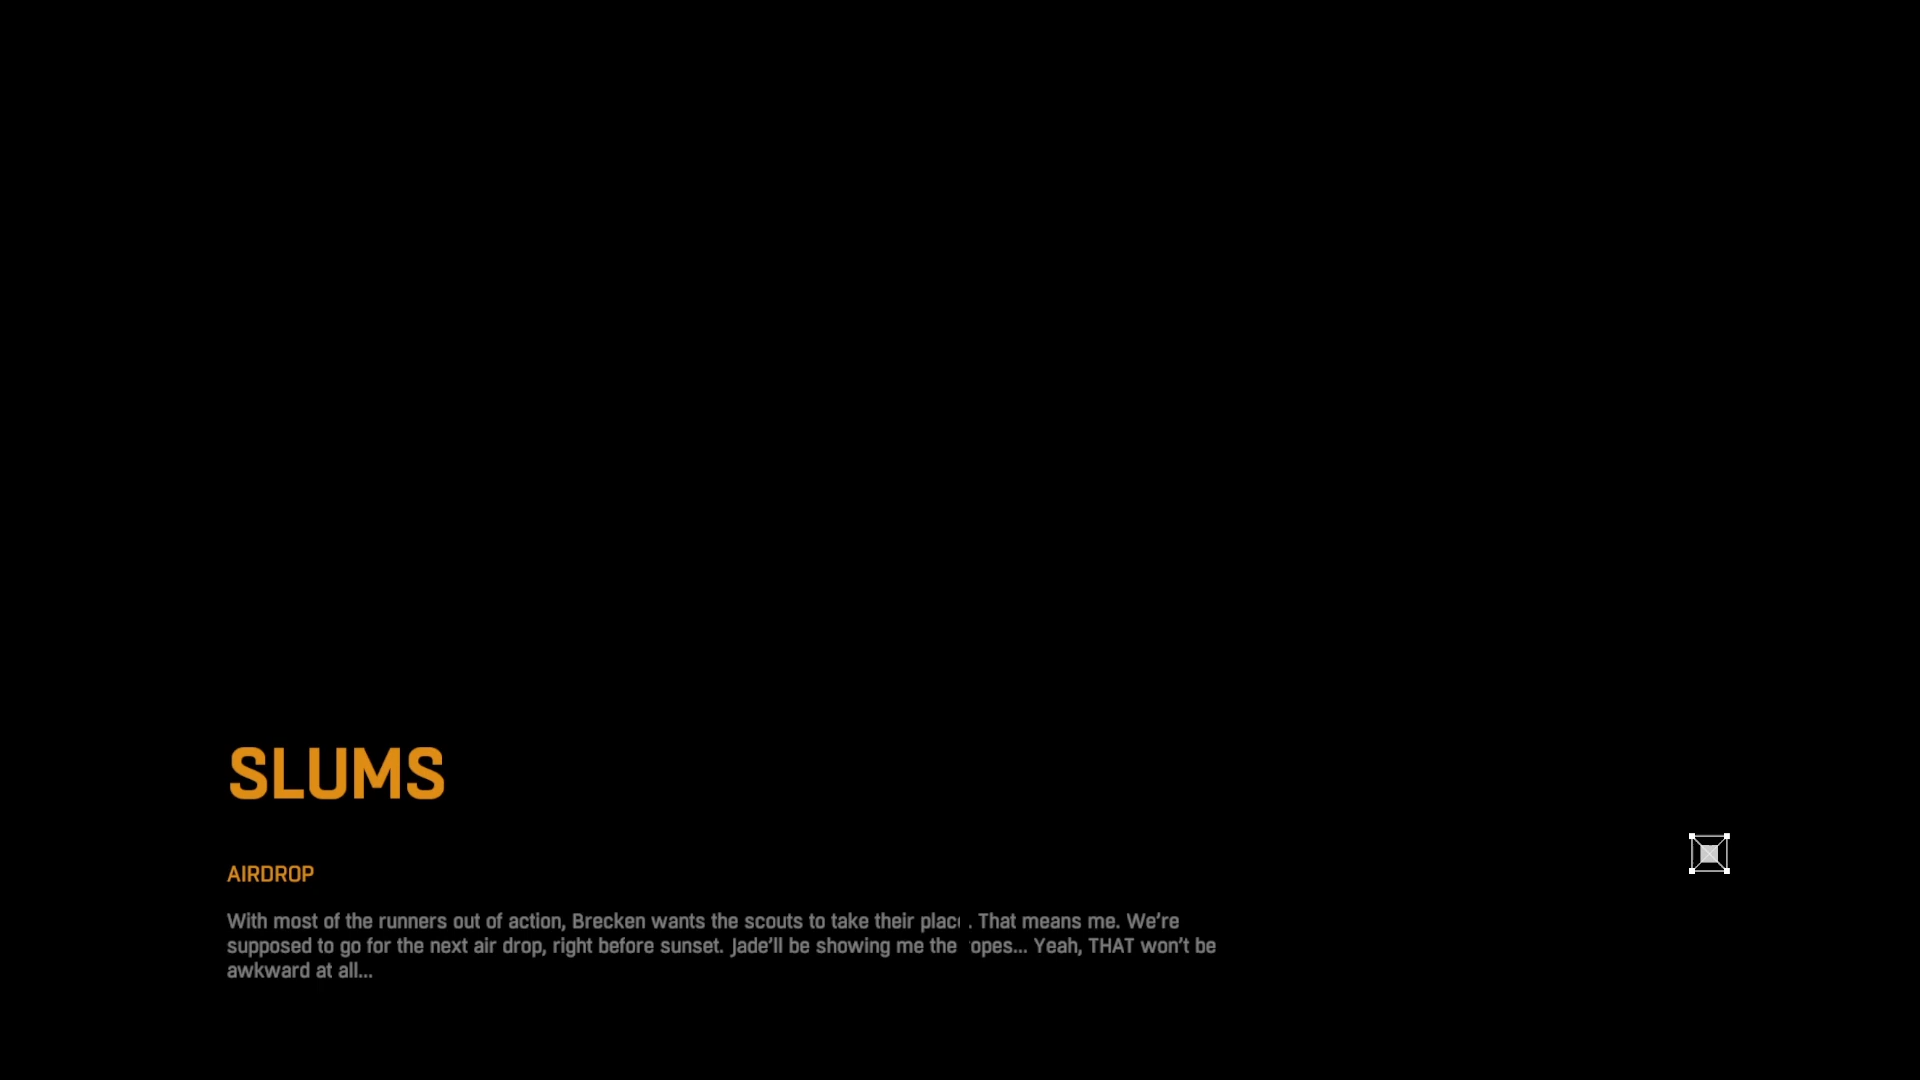 SLUMS
AIRDROP
With most of the runners out of action, Brecken wants the scouts to take their place. That means me. We're
supposed to go for the next air drop, right before sunset. Jade'll be showing me the ropes... Yeah, THAT won't be
awkward at all...